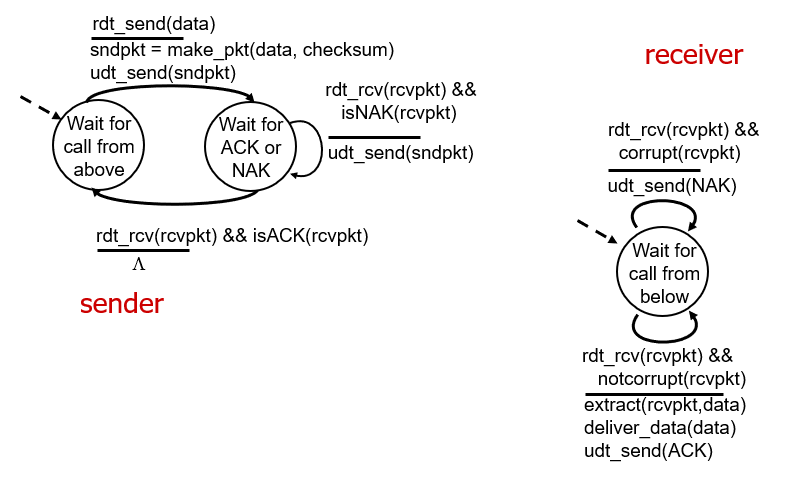 rdt_send(data)
sndpkt = make_pkt(data, checksum)
udt_send(sndpkt)
Wait for
call from
above
Wait for
ACK or
NAK
rdt_rcv(rcvpkt) &&
isNAK(rcvpkt)
udt_send(sndpkt)
rdt_rcv(rcvpkt) && isACK(rcvpkt)
Λ
sender
receiver
rdt_rcv(rcvpkt) &&
corrupt(rcvpkt)
udt_send(NAK)
Wait for
call from
below
rdt_rcv(rcvpkt) &&
notcorrupt(rcvpkt)
extract(rcvpkt,data)
deliver_data(data)
udt_send(ACK)